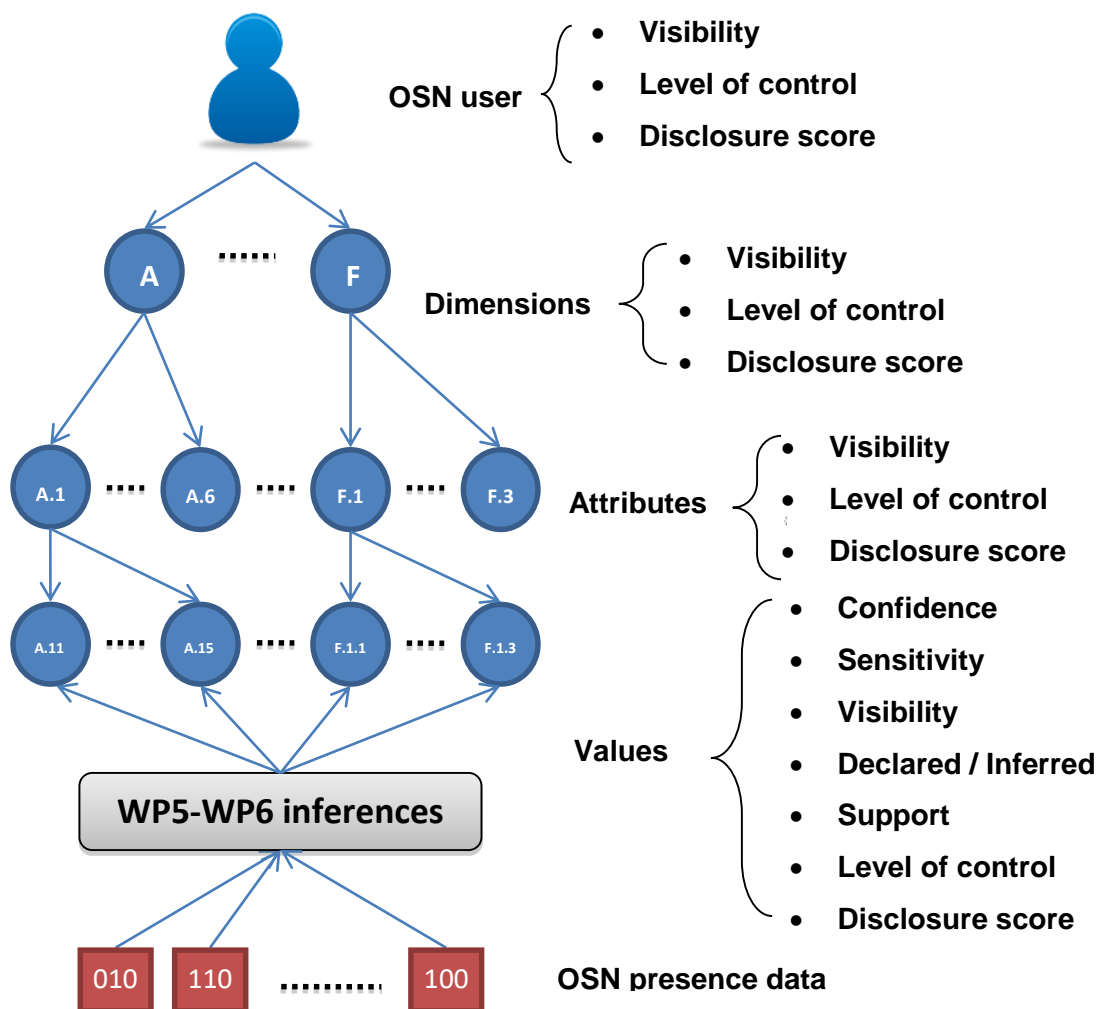 • Visibility
OSN user
• Level of control
• Disclosure score
A ...... F
• Visibility
Dimensions
• Level of control
• Disclosure score
A.1 .... A.6 .... F.1 .... F.3
• Visibility
Attributes
• Level of control
• Disclosure score
A.11 .... A.15 .... F.1.1 .... F.1.3
• Confidence
• Sensitivity
• Visibility
Values
• Declared / Inferred
• Support
• Level of control
• Disclosure score
WP5-WP6 inferences
010 110 .......... 100
OSN presence data